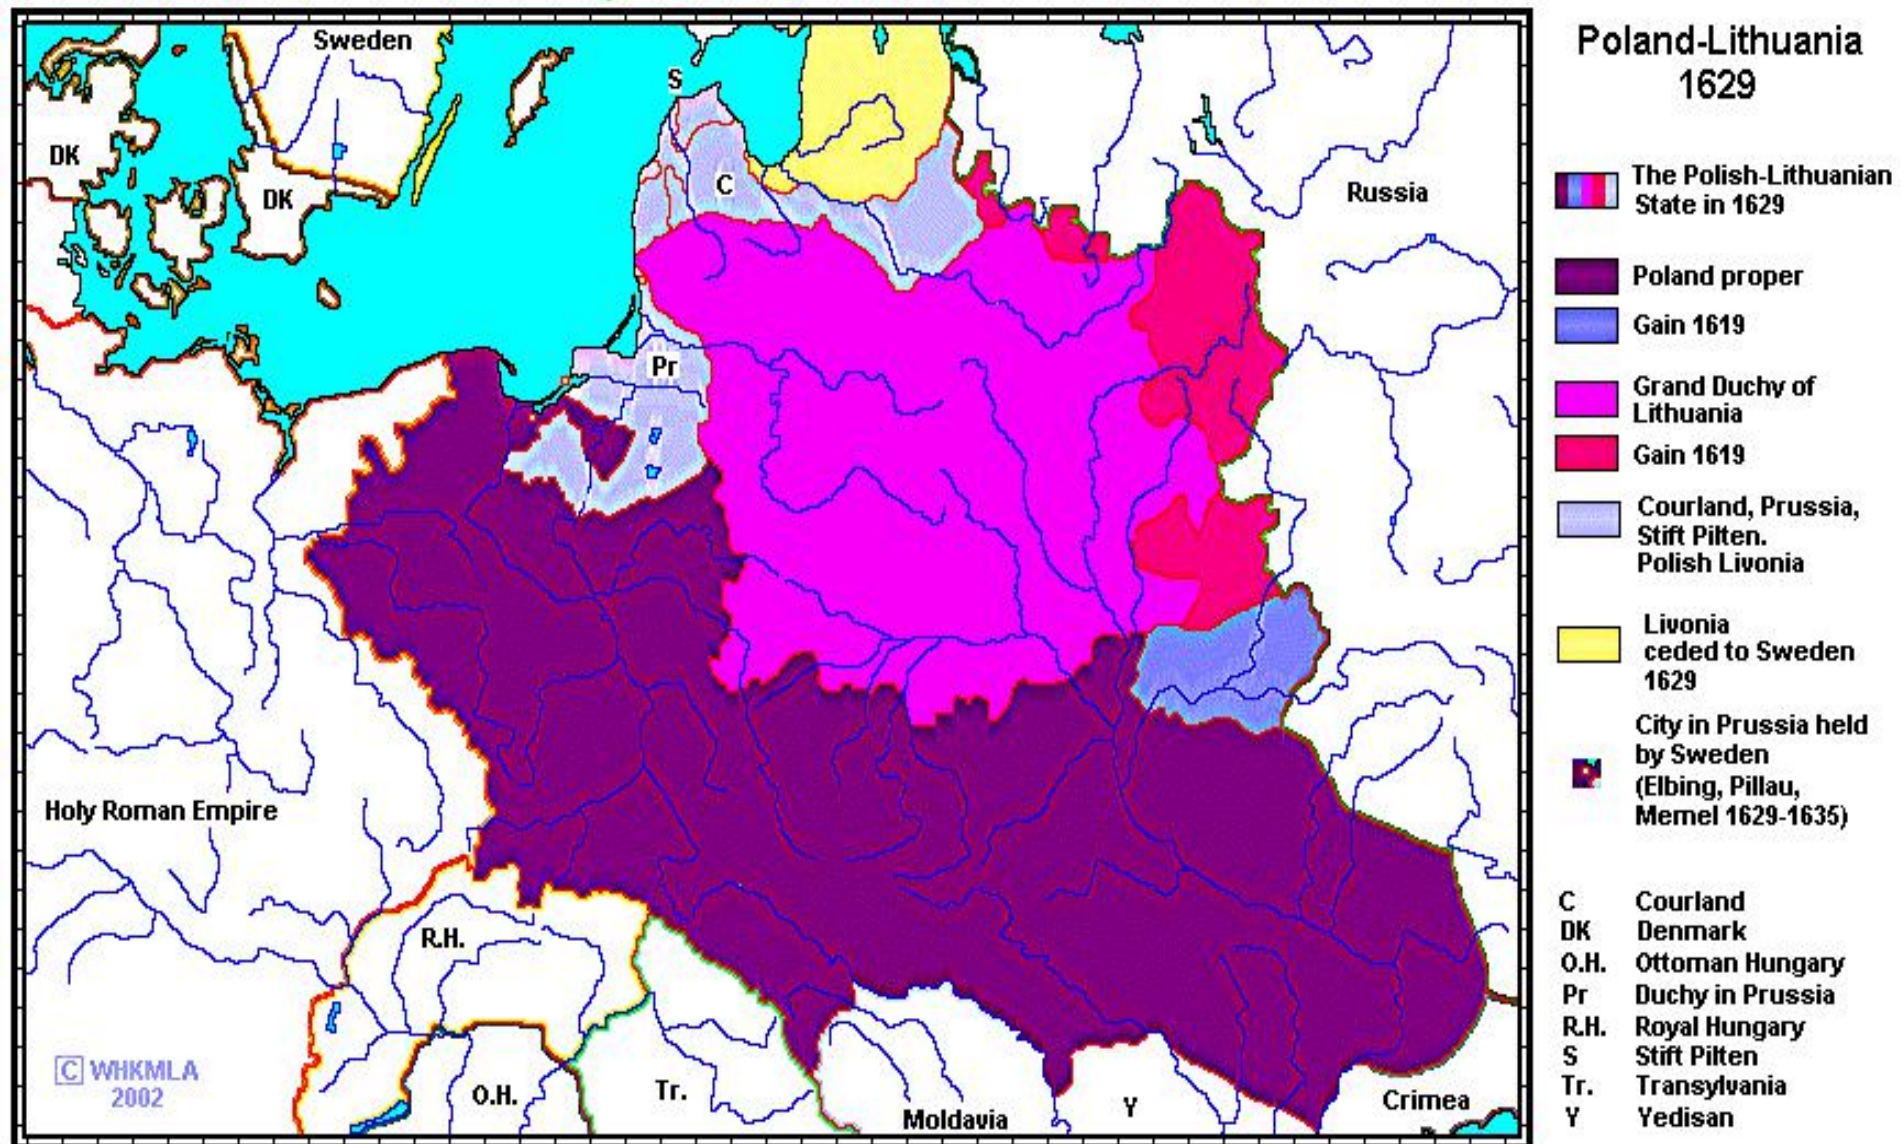 Poland-Lithuania
1629
Sweden
S
DK
DK
C
Russia
Pr
Holy Roman Empire
R.H.
O.H.
Tr.
Moldavia
Y
Crimea
C WHKMLA
2002
The Polish-Lithuanian
State in 1629
Poland proper
Gain 1619
Grand Duchy of
Lithuania
Gain 1619
Courland, Prussia,
Stift Pilten.
Polish Livonia
Livonia
ceded to Sweden
1629
City in Prussia held
by Sweden
(Elbing, Pillau,
Memel 1629-1635)
C Courland
DK Denmark
O.H. Ottoman Hungary
Pr Duchy in Prussia
R.H. Royal Hungary
S Stift Pilten
Tr. Transylvania
Y Yedisan